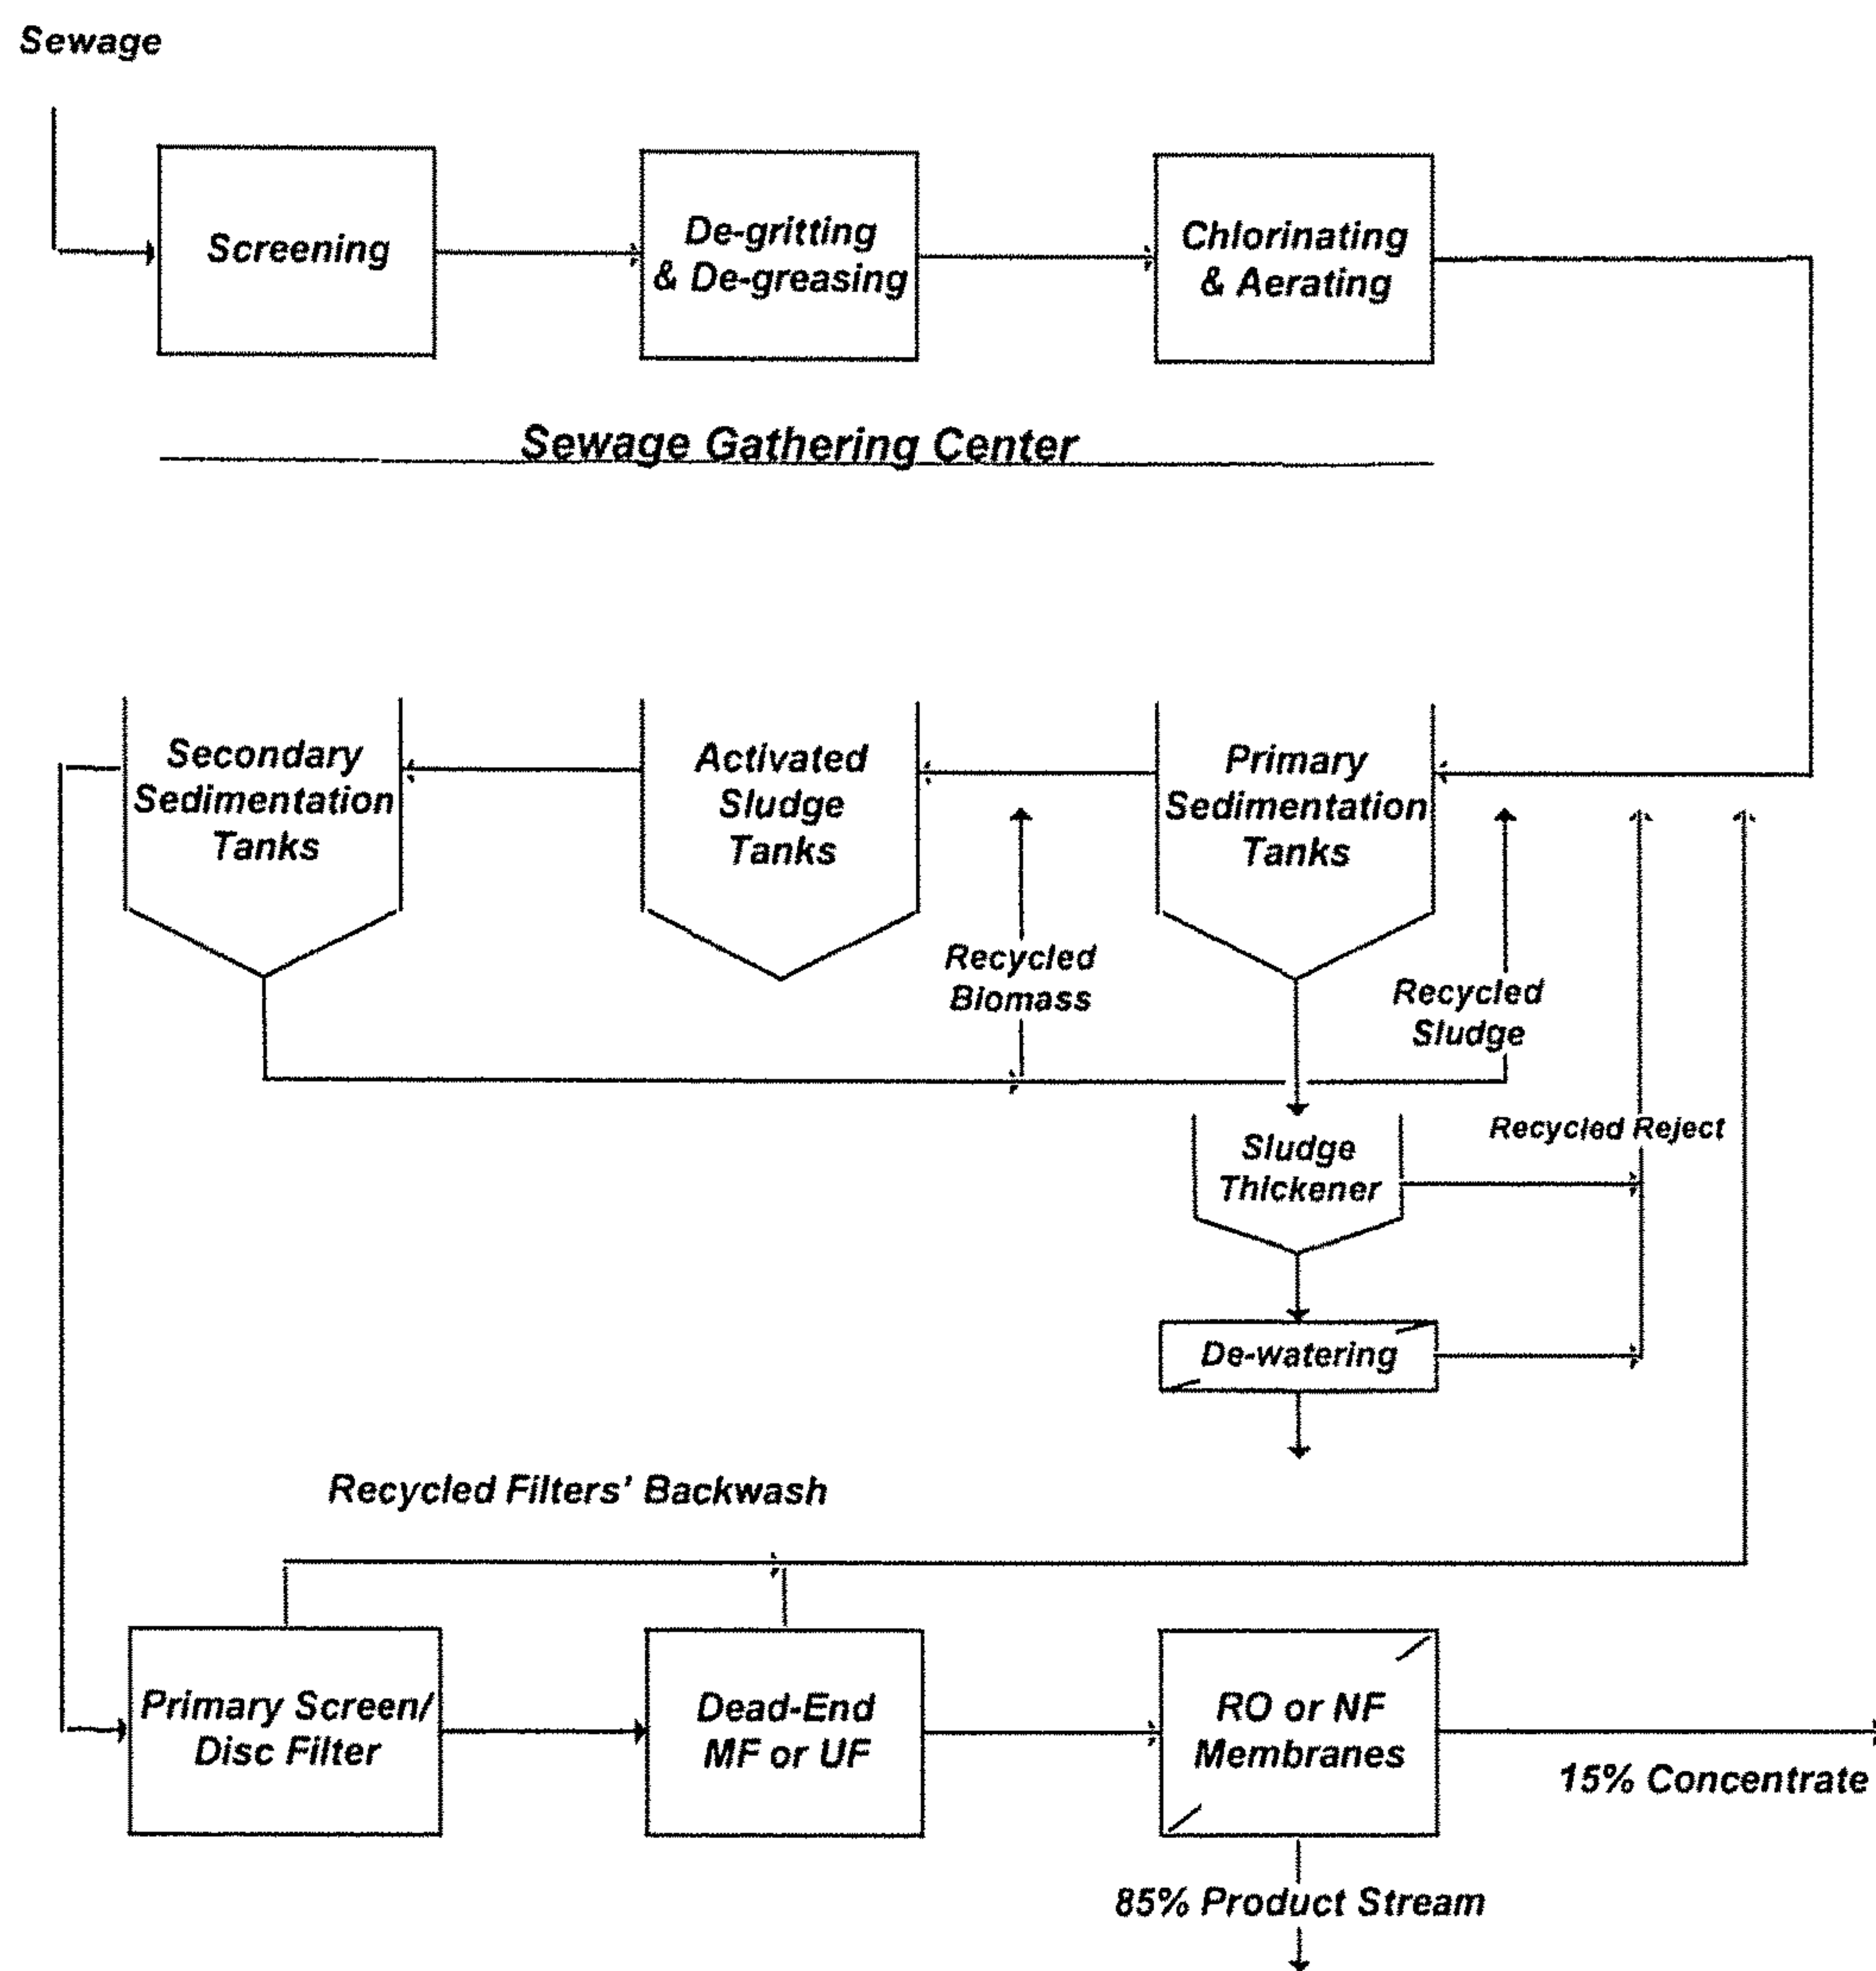 Sewage
Screening
De-gritting
& De-greasing
Chlorinating
& Aerating
Sewage Gathering Center
Secondary
Sedimentation
Tanks
Activated
Sludge
Tanks
Primary
Sedimentation
Tanks
Recycled
Biomass
Recycled
Sludge
Sludge
Thickener
Recycled Reject
De-watering
Recycled Filters' Backwash
Primary Screen/
Disc Filter
Dead-End
MF or UF
RO or NF
Membranes
15% Concentrate
85% Product Stream